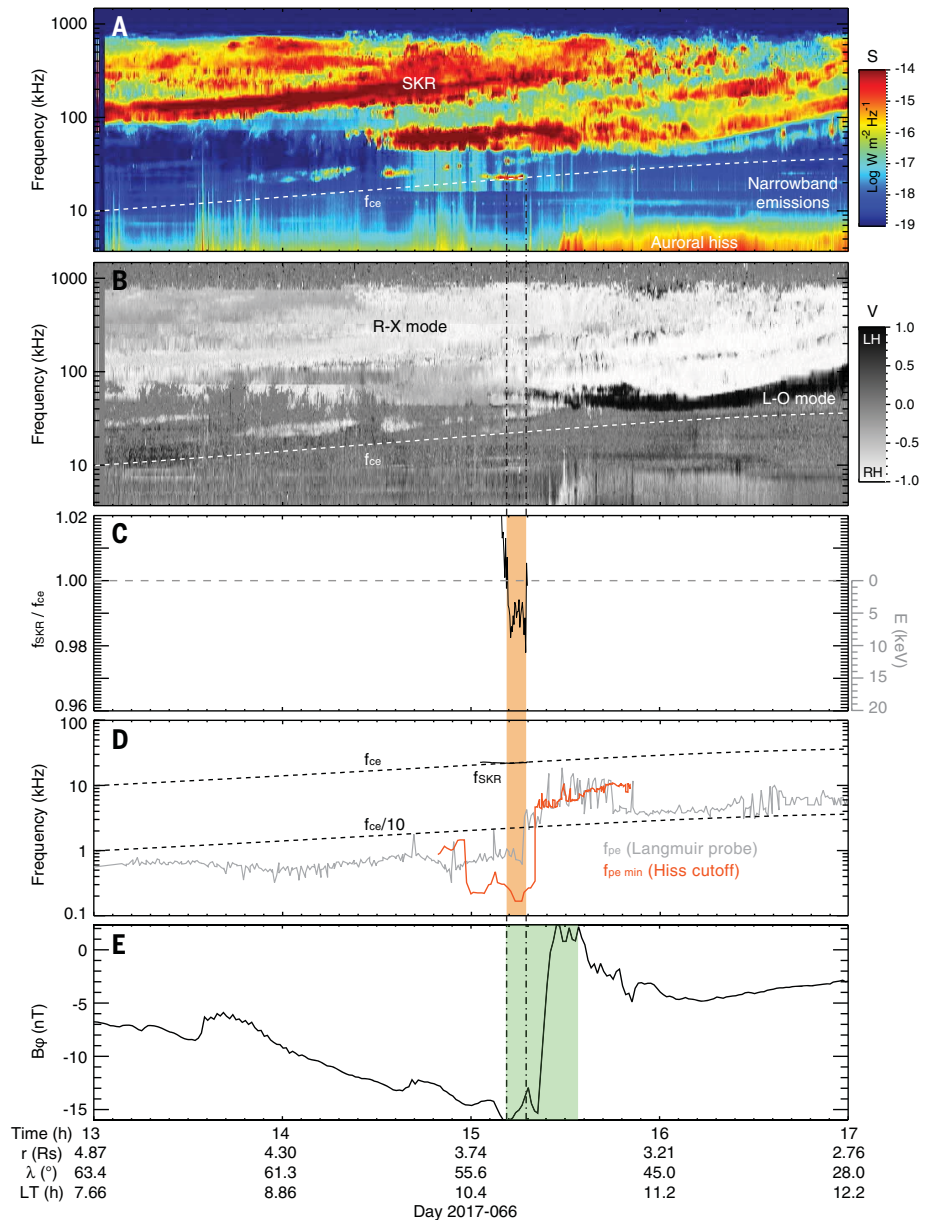 A
1000
100
10
Frequency (kHz)
SKR
fce
Narrowband
emissions
Auroral hiss
S
-14
-15
-16
-17
-18
-19
Log W m-2 Hz-1
B
1000
100
10
Frequency (kHz)
R-X mode
L-O mode
fce
V
1.0
LH
0.5
0.0
-0.5
RH
-1.0
C
1.02
1.00
0.98
0.96
fSKR / fce
0
5
10
15
20
E (keV)
D
100
10
1
0.1
Frequency (kHz)
fce
fSKR
fce/10
fpe (Langmuir probe)
fpe min (Hiss cutoff)
E
0
-5
-10
-15
Bφ (nT)
Time (h) 13 14 15 16 17
r (Rs) 4.87 4.30 3.74 3.21 2.76
λ (°) 63.4 61.3 55.6 45.0 28.0
LT (h) 7.66 8.86 10.4 11.2 12.2
Day 2017-066